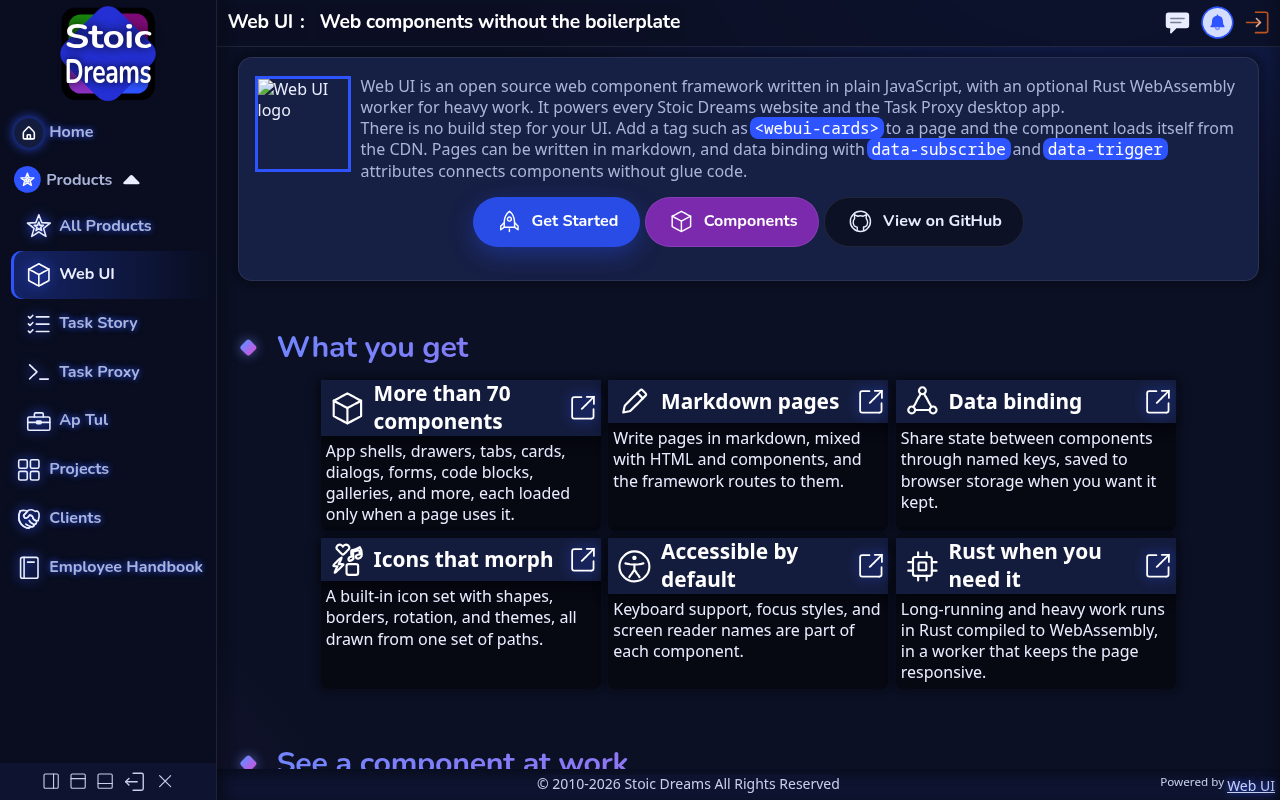 Stoic
Dreams
Home
Products
All Products
Web UI
Task Story
Task Proxy
Ap Tul
Projects
Clients
Employee Handbook
Web UI : Web components without the boilerplate
Web UI
logo
Web UI is an open source web component framework written in plain JavaScript, with an optional Rust WebAssembly
worker for heavy work. It powers every Stoic Dreams website and the Task Proxy desktop app.
There is no build step for your UI. Add a tag such as <webui-cards> to a page and the component loads itself from
the CDN. Pages can be written in markdown, and data binding with data-subscribe and data-trigger
attributes connects components without glue code.
Get Started
Components
View on GitHub
What you get
More than 70
components
App shells, drawers, tabs, cards,
dialogs, forms, code blocks,
galleries, and more, each loaded
only when a page uses it.
Markdown pages
Write pages in markdown, mixed
with HTML and components, and
the framework routes to them.
Data binding
Share state between components
through named keys, saved to
browser storage when you want it
kept.
Icons that morph
A built-in icon set with shapes,
borders, rotation, and themes, all
drawn from one set of paths.
Accessible by
default
Keyboard support, focus styles, and
screen reader names are part of
each component.
Rust when you
need it
Long-running and heavy work runs
in Rust compiled to WebAssembly,
in a worker that keeps the page
responsive.
See a component at work
© 2010-2026 Stoic Dreams All Rights Reserved
Powered by Web UI